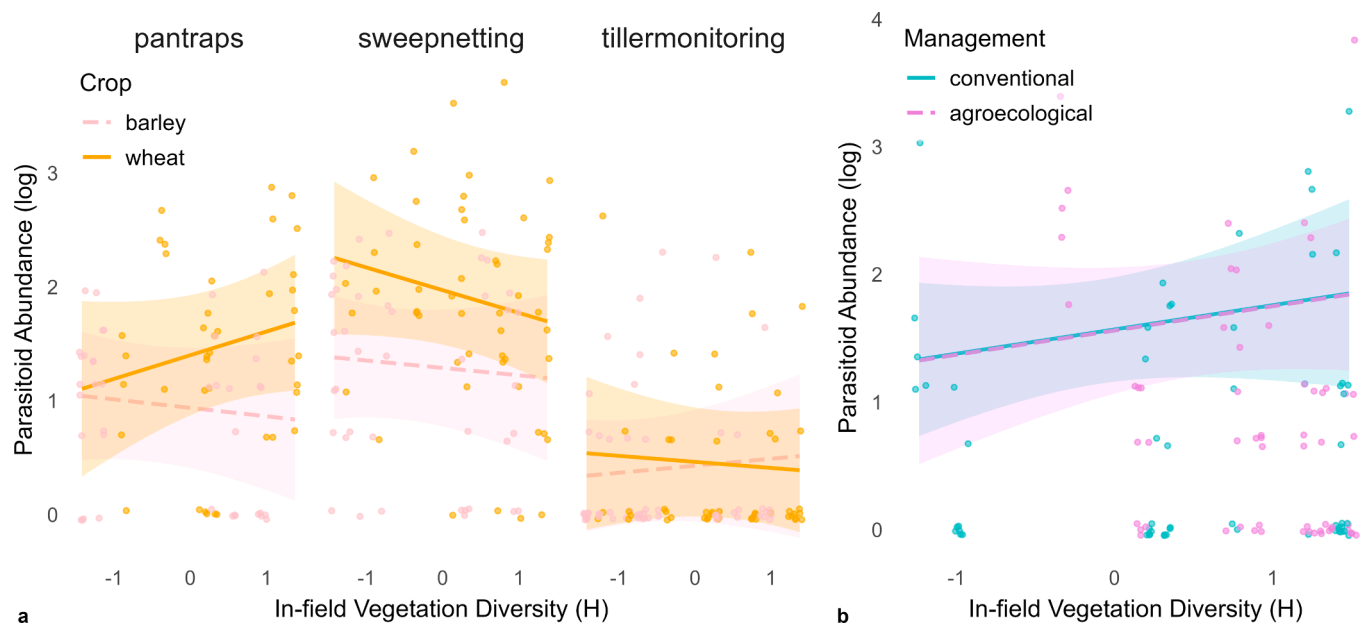 pantraps sweepnetting tillermonitoring
Crop
barley
wheat
Parasitoid Abundance (log)
3
2
1
0
-1 0 1 -1 0 1 -1 0 1
In-field Vegetation Diversity (H)
a
Management
conventional
agroecological
Parasitoid Abundance (log)
4
3
2
1
0
-1 0 1
In-field Vegetation Diversity (H)
b